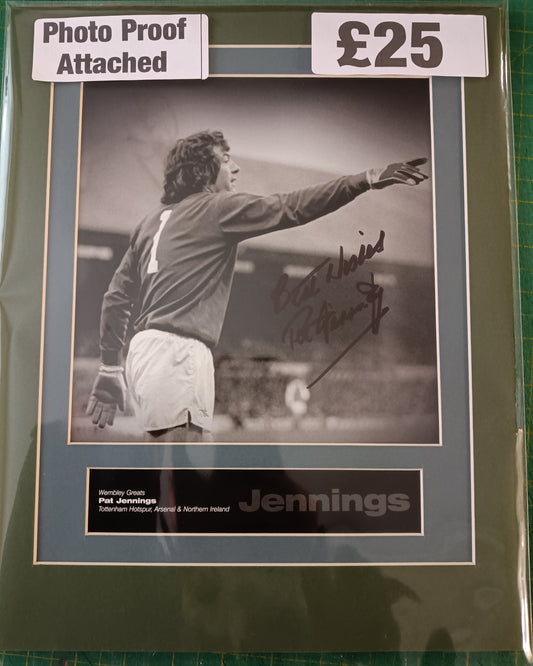 Photo Proof
Attached
£25
1
Best Wishes
Pat Jennings
Wembley Greats
Pat Jennings
Tottenham Hotspur, Arsenal & Northern Ireland
Jennings